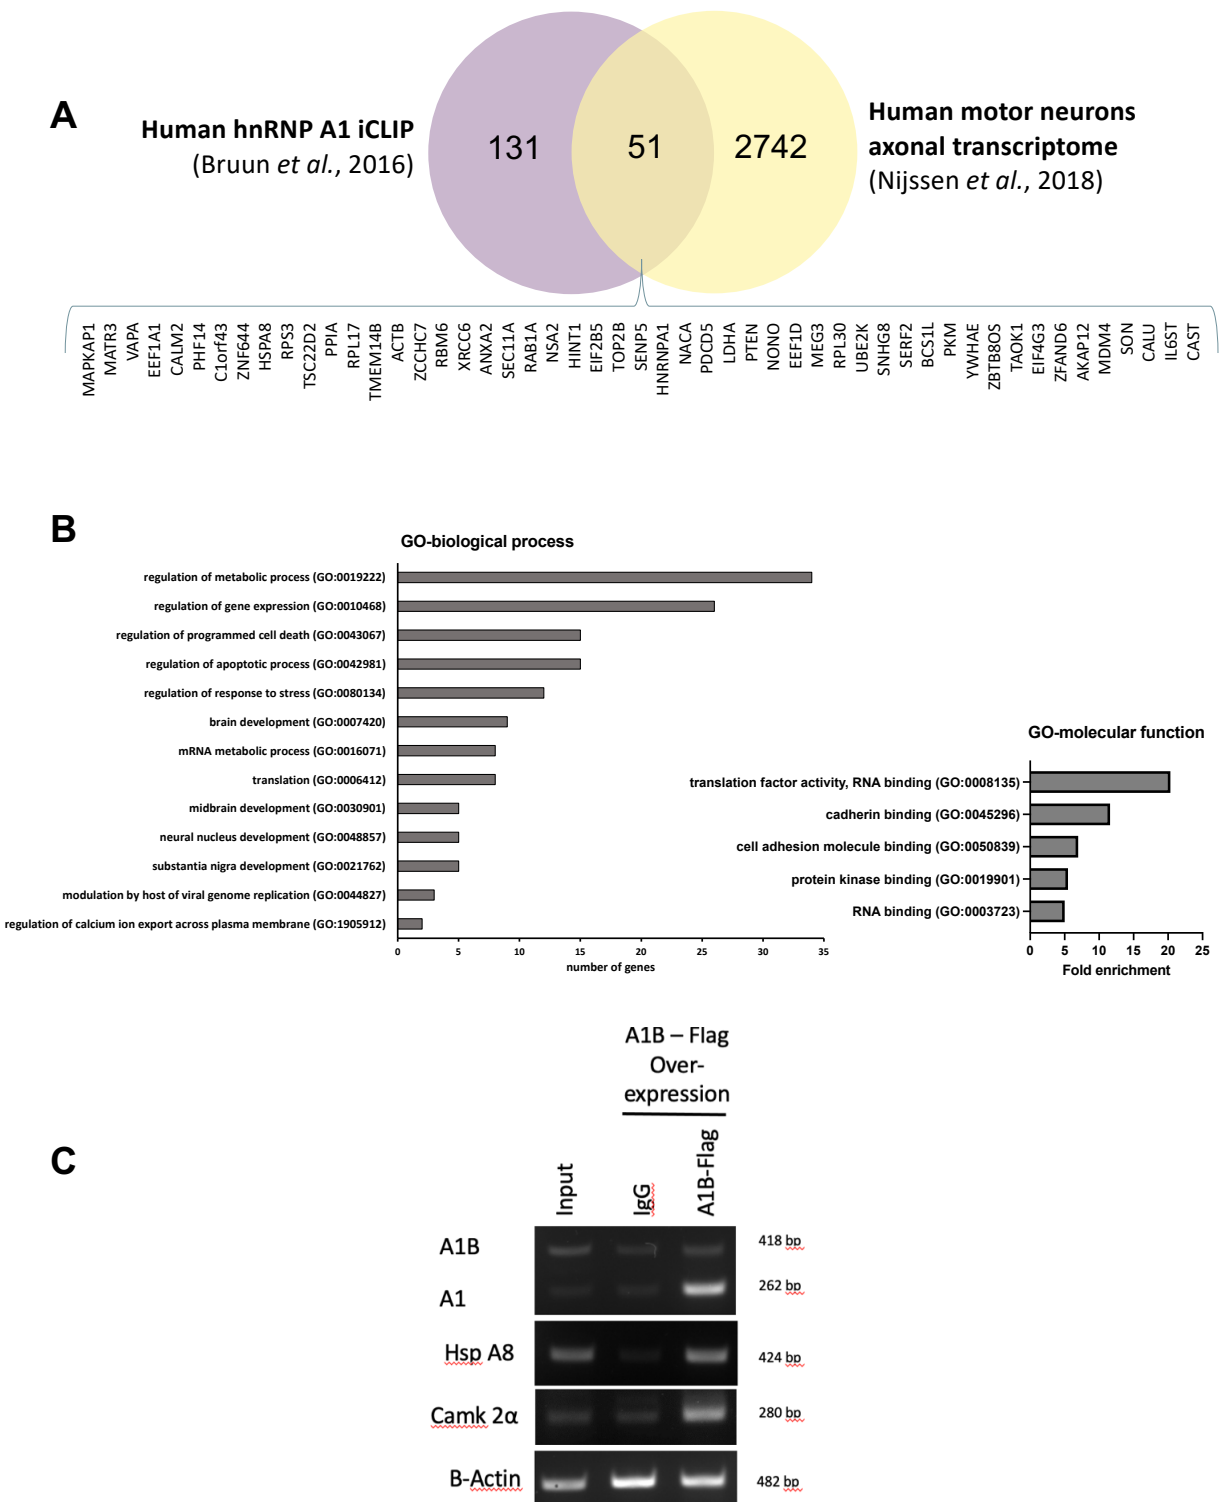 A
Human hnRNP A1 iCLIP
(Bruun et al., 2016)
131
51
2742
Human motor neurons
axonal transcriptome
(Nijssen et al., 2018)
MAPKAP1
MATR3
VAPA
EEF1A1
CALM2
PHF14
C1orf43
ZNF644
HSPA8
RPS3
TSC22D2
PPIA
RPL17
TMEM14B
ACTB
ZCCHC7
RBM6
XRCC6
ANXA2
SEC11A
RAB1A
NSA2
HINT1
EIF2B5
TOP2B
SENP5
HNRNPA1
NACA
PDCD5
LDHA
PTEN
NONO
EEF1D
MEG3
RPL30
UBE2K
SNHG8
SERF2
BCS1L
PKM
YWHAE
ZBTB8OS
TAOK1
EIF4G3
ZFAND6
AKAP12
MDM4
SON
CALU
IL6ST
CAST
B
GO-biological process
regulation of metabolic process (GO:0019222)
regulation of gene expression (GO:0010468)
regulation of programmed cell death (GO:0043067)
regulation of apoptotic process (GO:0042981)
regulation of response to stress (GO:0080134)
brain development (GO:0007420)
mRNA metabolic process (GO:0016071)
translation (GO:0006412)
midbrain development (GO:0030901)
neural nucleus development (GO:0048857)
substantia nigra development (GO:0021762)
modulation by host of viral genome replication (GO:0044827)
regulation of calcium ion export across plasma membrane (GO:1905912)
0 5 10 15 20 25 30 35
number of genes
GO-molecular function
translation factor activity, RNA binding (GO:0008135)
cadherin binding (GO:0045296)
cell adhesion molecule binding (GO:0050839)
protein kinase binding (GO:0019901)
RNA binding (GO:0003723)
0 5 10 15 20 25
Fold enrichment
C
A1B – Flag
Over-
expression
Input
IgG
A1B-Flag
A1B
418 bp
A1
262 bp
Hsp A8
424 bp
Camk 2α
280 bp
B-Actin
482 bp